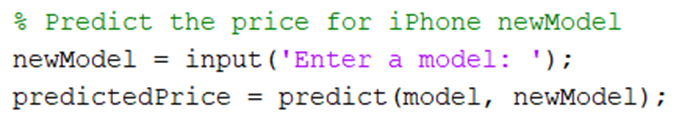 % Predict the price for iPhone newModel
newModel = input('Enter a model: ');
predictedPrice = predict(model, newModel);